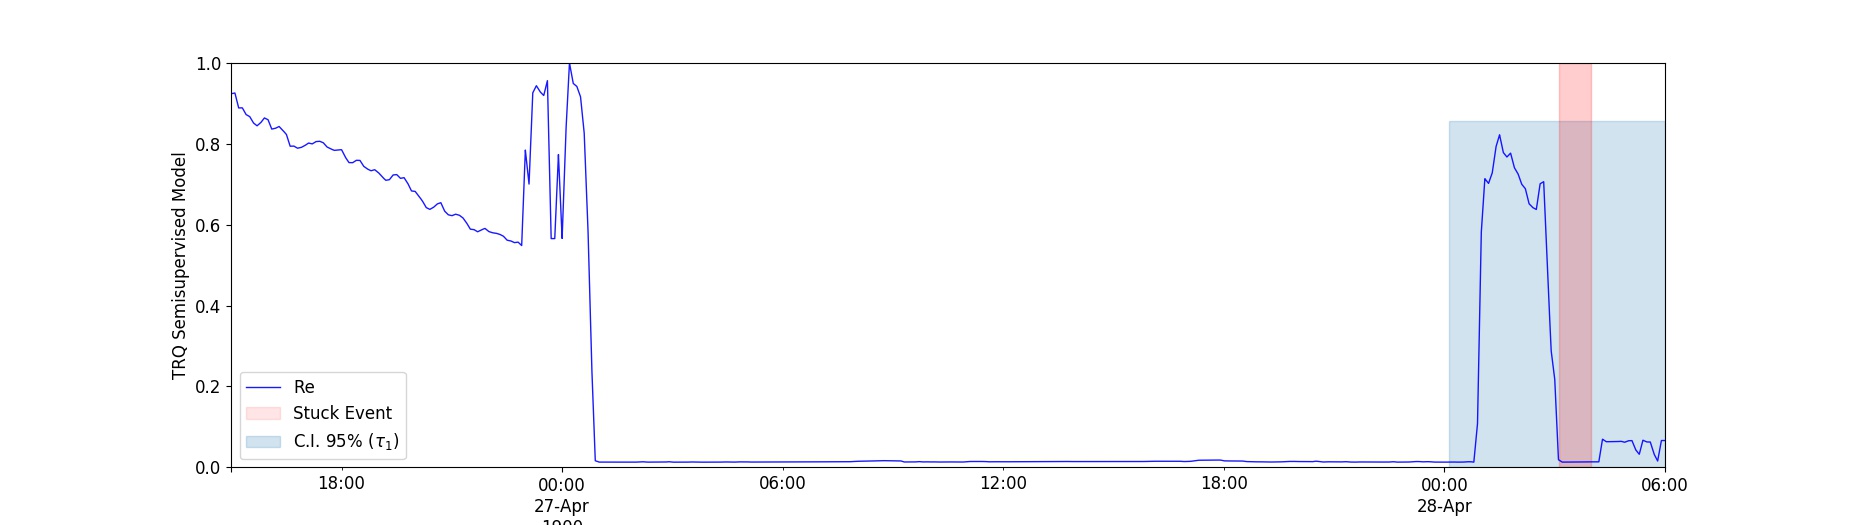 TRQ Semisupervised Model
1.0
0.8
0.6
0.4
0.2
0.0
Re
Stuck Event
C.I. 95% (τ₁)
18:00
00:00
27-Apr
1900
06:00
12:00
18:00
00:00
28-Apr
06:00